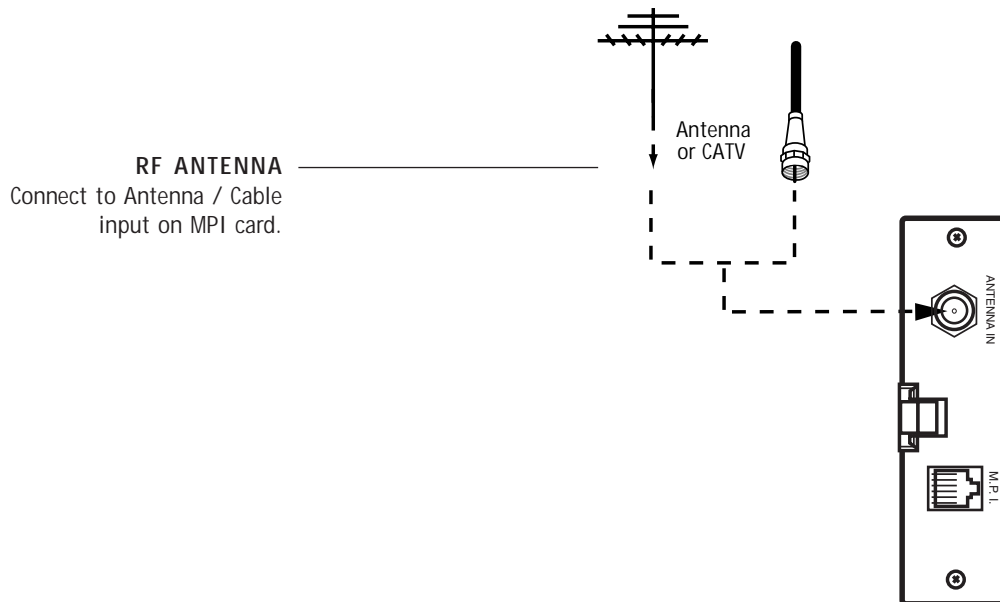 Antenna
or CATV
RF ANTENNA
Connect to Antenna / Cable
input on MPI card.
ANTENNA IN
M.P.I.